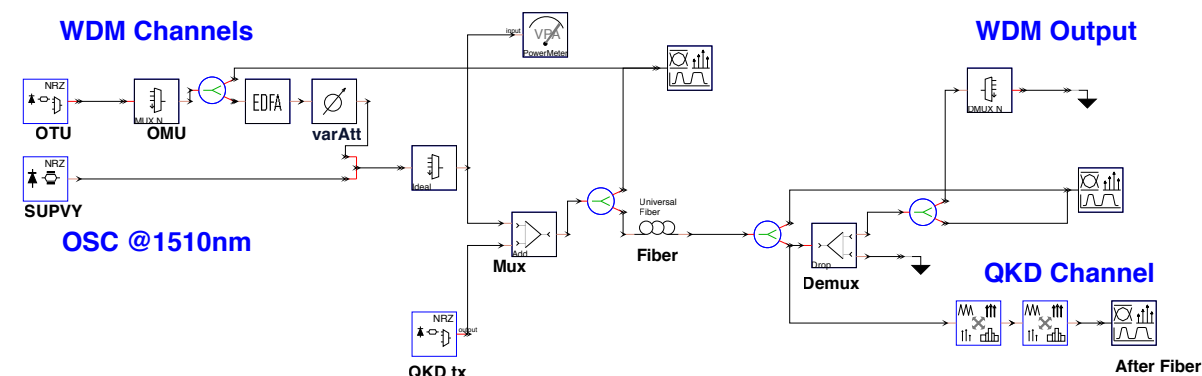 WDM Channels
WDM Output
input
VPA
PowerMeter
NRZ
OTU
MUX N
OMU
EDFA
varAtt
DMUX N
NRZ
SUPVY
Ideal
OSC @1510nm
Universal
Fiber
Fiber
Add
Mux
Drop
Demux
QKD Channel
NRZ
output
QKD tx
After Fiber